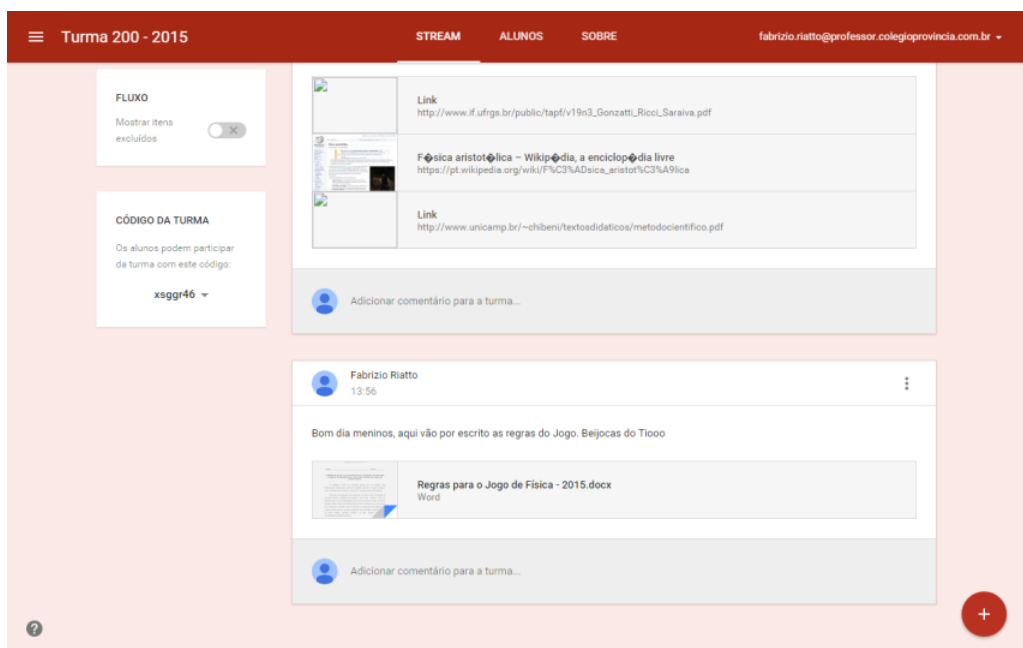 Turma 200 - 2015
STREAM
ALUNOS
SOBRE
fabrizio.riatto@professor.colegioprovincia.com.br
FLUXO
Mostrar itens
excluídos
CÓDIGO DA TURMA
Os alunos podem participar
da turma com este código:
xsggr46
Link
http://www.if.ufrgs.br/public/tapf/v19n3_Gonzatti_Ricci_Saraiva.pdf
F�sica aristot�lica – Wikip�dia, a enciclop�dia livre
https://pt.wikipedia.org/wiki/F%C3%ADsica_aristot%C3%A9lica
Link
http://www.unicamp.br/~chibeni/textosdidaticos/metodocientifico.pdf
Adicionar comentário para a turma...
Fabrizio Riatto
13:56
Bom dia meninos, aqui vão por escrito as regras do Jogo. Beijocas do Tiooo
Regras para o Jogo de Física - 2015.docx
Word
Adicionar comentário para a turma...